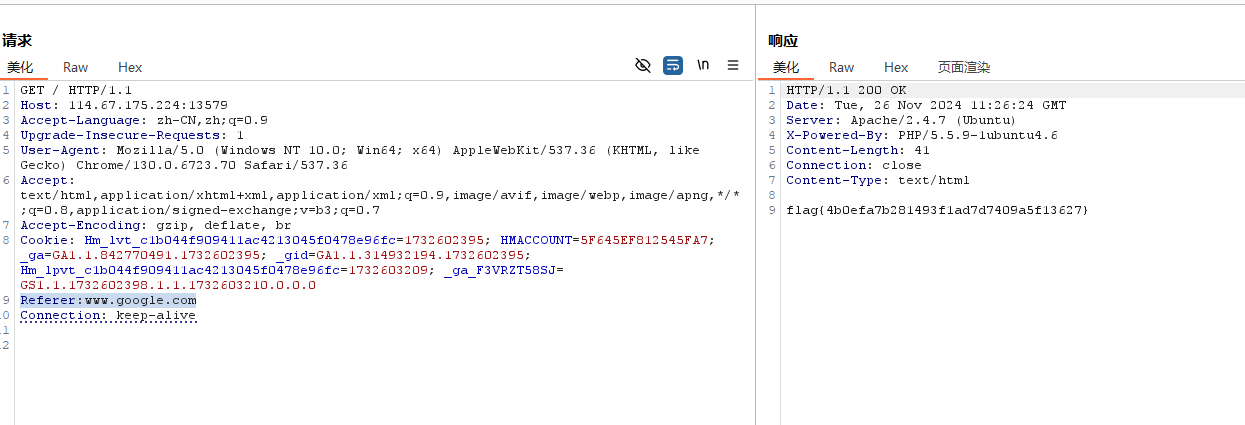 请求
美化 Raw Hex
\n
1 GET / HTTP/1.1
2 Host: 114.67.175.224:13579
3 Accept-Language: zh-CN,zh;q=0.9
4 Upgrade-Insecure-Requests: 1
5 User-Agent: Mozilla/5.0 (Windows NT 10.0; Win64; x64) AppleWebKit/537.36 (KHTML, like
Gecko) Chrome/130.0.6723.70 Safari/537.36
6 Accept:
text/html,application/xhtml+xml,application/xml;q=0.9,image/avif,image/webp,image/apng,*/*
;q=0.8,application/signed-exchange;v=b3;q=0.7
7 Accept-Encoding: gzip, deflate, br
8 Cookie: Hm_lvt_c1b044f909411ac4213045f0478e96fc=1732602395; HMACCOUNT=5F645EF812545FA7;
_ga=GA1.1.842770491.1732602395; _gid=GA1.1.314932194.1732602395;
Hm_lpvt_c1b044f909411ac4213045f0478e96fc=1732603209; _ga_F3VRZT58SJ=
GS1.1.1732602398.1.1.1732603210.0.0.0
9 Referer:www.google.com
0 Connection: keep-alive
1
2
响应
美化 Raw Hex 页面渲染
1 HTTP/1.1 200 OK
2 Date: Tue, 26 Nov 2024 11:26:24 GMT
3 Server: Apache/2.4.7 (Ubuntu)
4 X-Powered-By: PHP/5.5.9-1ubuntu4.6
5 Content-Length: 41
6 Connection: close
7 Content-Type: text/html
8
9 flag{4b0efa7b281493f1ad7d7409a5f13627}